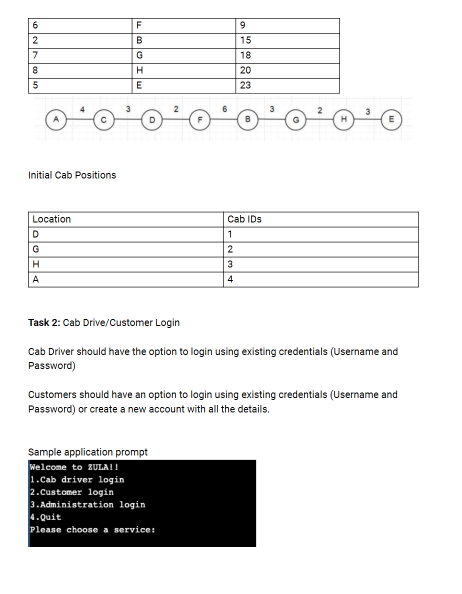 6 F 9
2 B 15
7 G 18
8 H 20
5 E 23
4 3 2 6 3 2 3
A C D F B G H E
Initial Cab Positions
Location Cab IDs
D 1
G 2
H 3
A 4
Task 2: Cab Drive/Customer Login
Cab Driver should have the option to login using existing credentials (Username and
Password)
Customers should have an option to login using existing credentials (Username and
Password) or create a new account with all the details.
Sample application prompt
Welcome to ZULA!!
1.Cab driver login
2.Customer login
3.Administration login
4.Quit
Please choose a service: